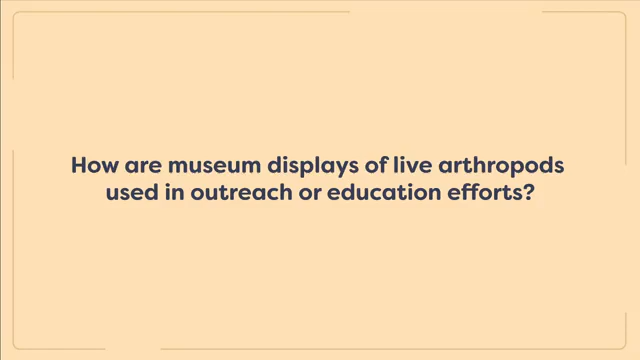 How are museum displays of live arthropods
used in outreach or education efforts?